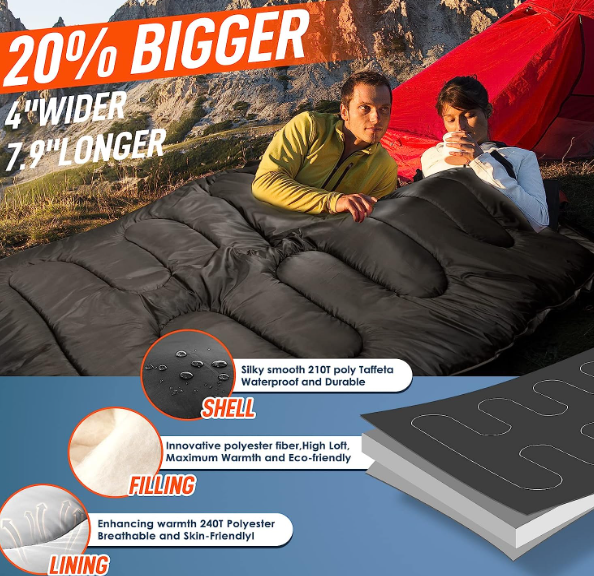 20% BIGGER
4"WIDER
7.9"LONGER
Silky smooth 210T poly Taffeta
Waterproof and Durable
SHELL
Innovative polyester fiber,High Loft,
Maximum Warmth and Eco-friendly
FILLING
Enhancing warmth 240T Polyester
Breathable and Skin-Friendlyl
LINING